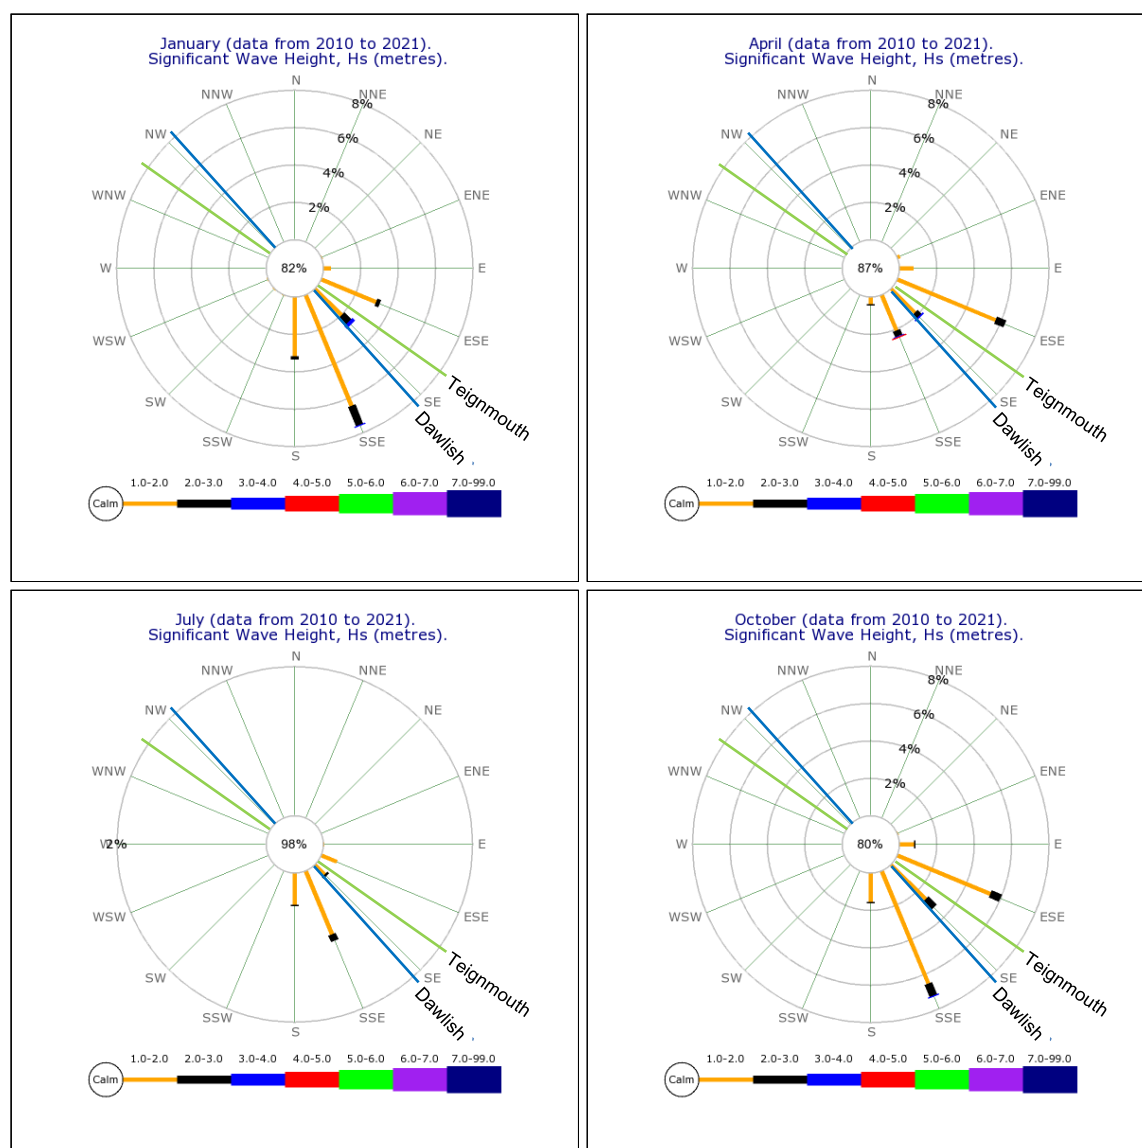 January (data from 2010 to 2021).
Significant Wave Height, Hs (metres).
N
NNW
NNE
8%
NW
NE
6%
4%
WNW
ENE
2%
W
82%
E
WSW
ESE
Teignmouth
SW
SE
Dawlish ,
SSW
SSE
S
1.0-2.0 2.0-3.0 3.0-4.0 4.0-5.0 5.0-6.0 6.0-7.0 7.0-99.0
Calm
April (data from 2010 to 2021).
Significant Wave Height, Hs (metres).
N
NNW
NNE
8%
NW
NE
6%
4%
WNW
ENE
2%
W
87%
E
WSW
ESE
Teignmouth
SW
SE
Dawlish ,
SSW
SSE
S
1.0-2.0 2.0-3.0 3.0-4.0 4.0-5.0 5.0-6.0 6.0-7.0 7.0-99.0
Calm
July (data from 2010 to 2021).
Significant Wave Height, Hs (metres).
N
NNW
NNE
NW
NE
WNW
ENE
W
2%
98%
E
WSW
ESE
Teignmouth
SW
SE
Dawlish ,
SSW
SSE
S
1.0-2.0 2.0-3.0 3.0-4.0 4.0-5.0 5.0-6.0 6.0-7.0 7.0-99.0
Calm
October (data from 2010 to 2021).
Significant Wave Height, Hs (metres).
N
NNW
NNE
8%
NW
NE
6%
4%
WNW
ENE
2%
W
80%
E
WSW
ESE
Teignmouth
SW
SE
Dawlish ,
SSW
SSE
S
1.0-2.0 2.0-3.0 3.0-4.0 4.0-5.0 5.0-6.0 6.0-7.0 7.0-99.0
Calm